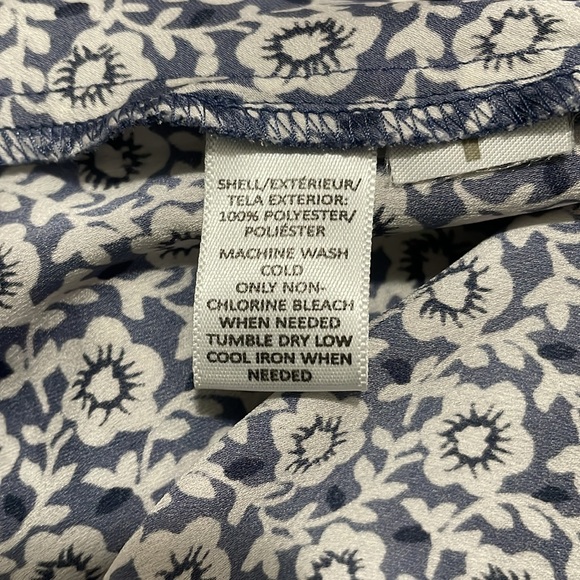 SHELL/EXTÉRIEUR/
TELA EXTERIOR:
100% POLYESTER/
POLIÉSTER
MACHINE WASH
COLD
ONLY NON-
CHLORINE BLEACH
WHEN NEEDED
TUMBLE DRY LOW
COOL IRON WHEN
NEEDED